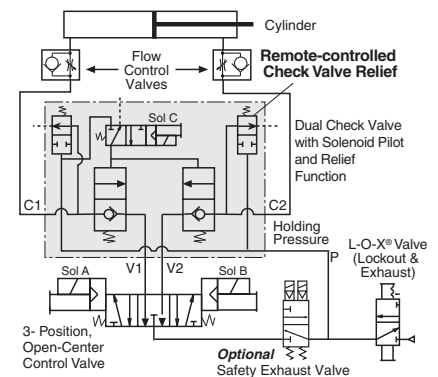 Cylinder
Flow
Control
Valves
Remote-controlled
Check Valve Relief
Sol C
Dual Check Valve
with Solenoid Pilot
and Relief
Function
C1
C2
Holding
Pressure
P
L-O-X® Valve
(Lockout &
Exhaust)
Sol A
V1
V2
Sol B
3- Position,
Open-Center
Control Valve
Optional
Safety Exhaust Valve